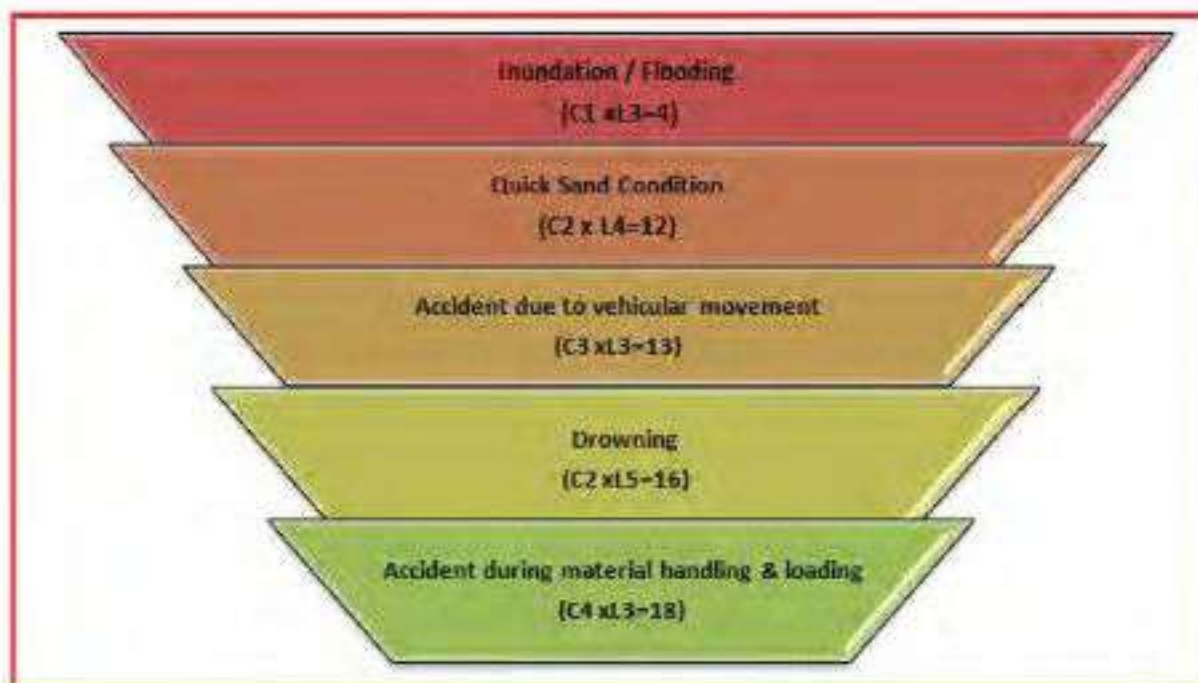 Inundation / Flooding
(C1 xL3=4)
Quick Sand Condition
(C2 x L4=12)
Accident due to vehicular movement
(C3 xL3=13)
Drowning
(C2 xL5=16)
Accident during material handling & loading
(C4 xL3=18)